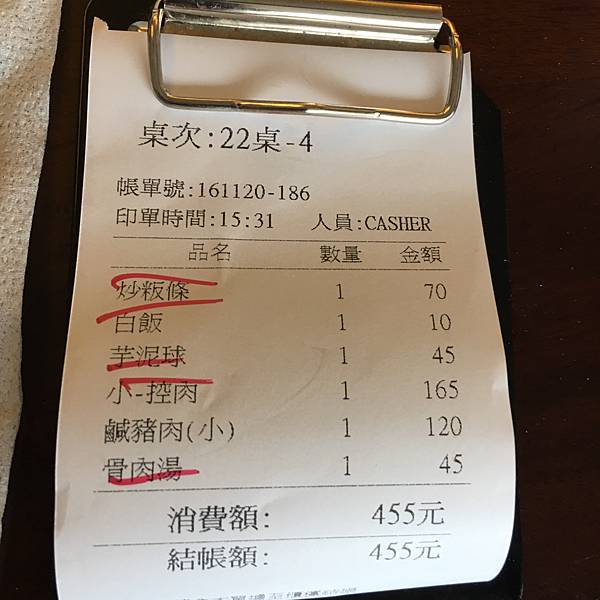 桌次:22桌-4
帳單號:161120-186
印單時間:15:31 人員:CASHER
品名 數量 金額
炒粄條 1 70
白飯 1 10
芋泥球 1 45
小-控肉 1 165
鹹豬肉(小) 1 120
骨肉湯 1 45
消費額: 455元
結帳額: 455元